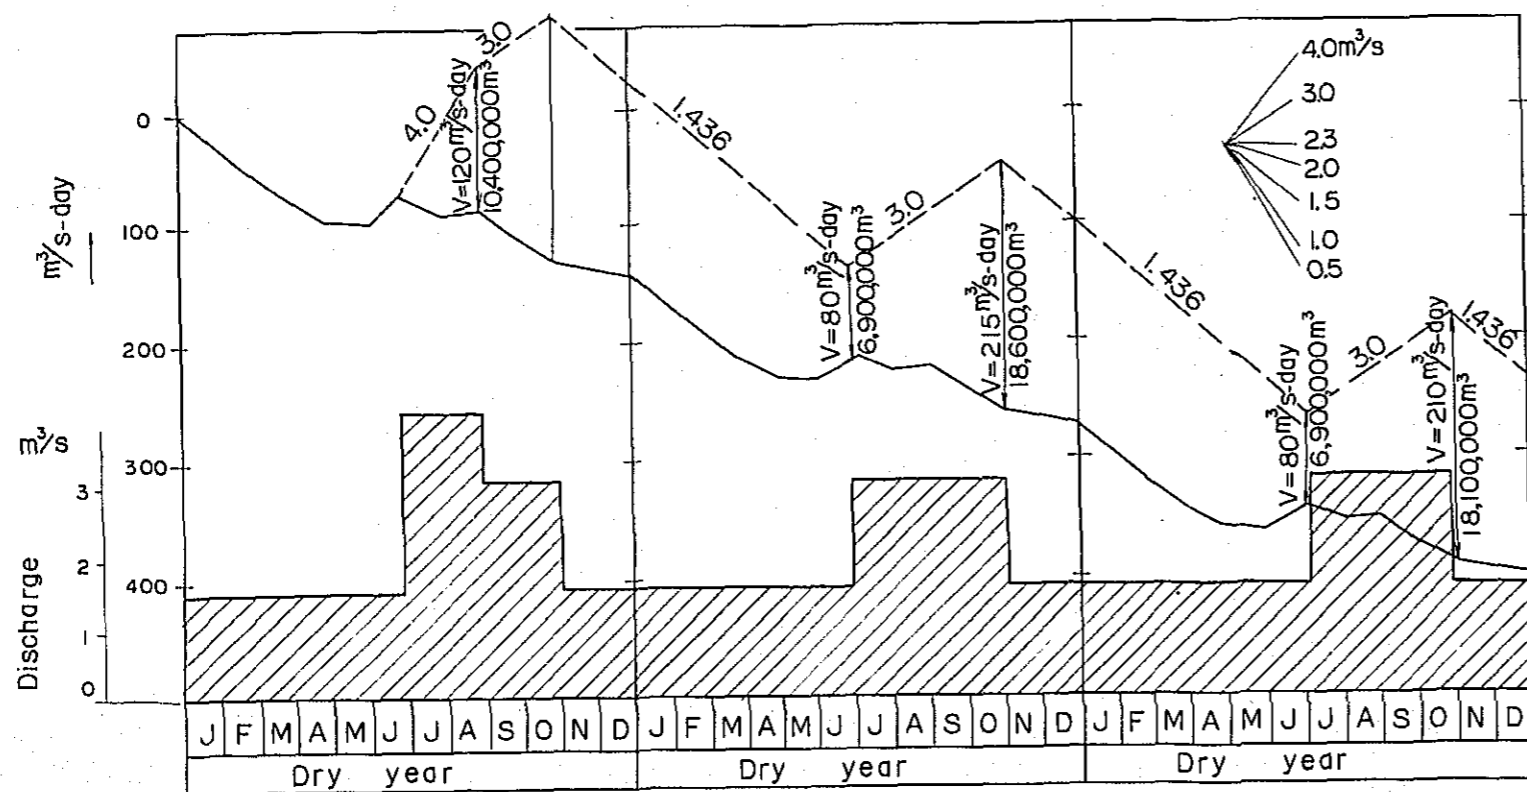 3.0
4.0
V=120m³/s-day
10,400,000m³
1.436
V=80m³/s-day
6,900,000m³
3.0
V=215m³/s-day
18,600,000m³
1.436
V=80m³/s-day
6,900,000m³
3.0
V=210m³/s-day
18,100,000m³
1.436
4.0m³/s
3.0
2.3
2.0
1.5
1.0
0.5
m³/s-day
0
100
200
300
400
m³/s
Discharge
3
2
1
0
J F M A M J J A S O N D J F M A M J J A S O N D J F M A M J J A S O N D
Dry year Dry year Dry year